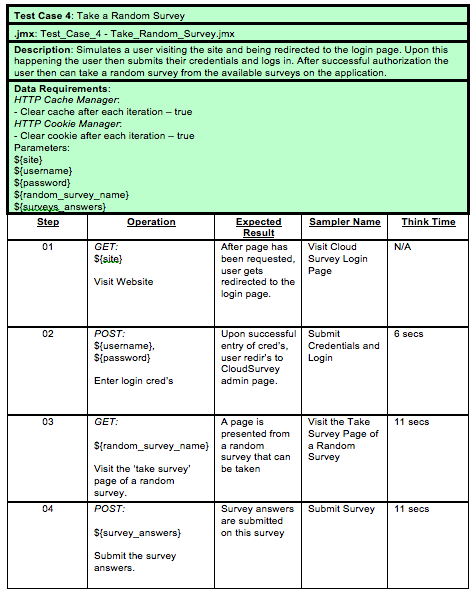 Test Case 4: Take a Random Survey
.jmx: Test_Case_4 - Take_Random_Survey.jmx
Description: Simulates a user visiting the site and being redirected to the login page. Upon this
happening the user then submits their credentials and logs in. After successful authorization the
user then can take a random survey from the available surveys on the application.
Data Requirements:
HTTP Cache Manager:
- Clear cache after each iteration – true
HTTP Cookie Manager:
- Clear cookie after each iteration – true
Parameters:
${site}
${username}
${password}
${random_survey_name}
${surveys_answers}
Step Operation Expected Result Sampler Name Think Time
01
GET:
${site}
Visit Website
After page has
been requested,
user gets
redirected to the
login page.
Visit Cloud
Survey Login
Page
N/A
02
POST:
${username},
${password}
Enter login cred's
Upon successful
entry of cred's,
user redir's to
CloudSurvey
admin page.
Submit
Credentials and
Login
6 secs
03
GET:
${random_survey_name}
Visit the 'take survey'
page of a random
survey.
A page is
presented from
a random
survey that can
be taken
Visit the Take
Survey Page of
a Random
Survey
11 secs
04
POST:
${survey_answers}
Submit the survey
answers.
Survey answers
are submitted
on this survey
Submit Survey
11 secs